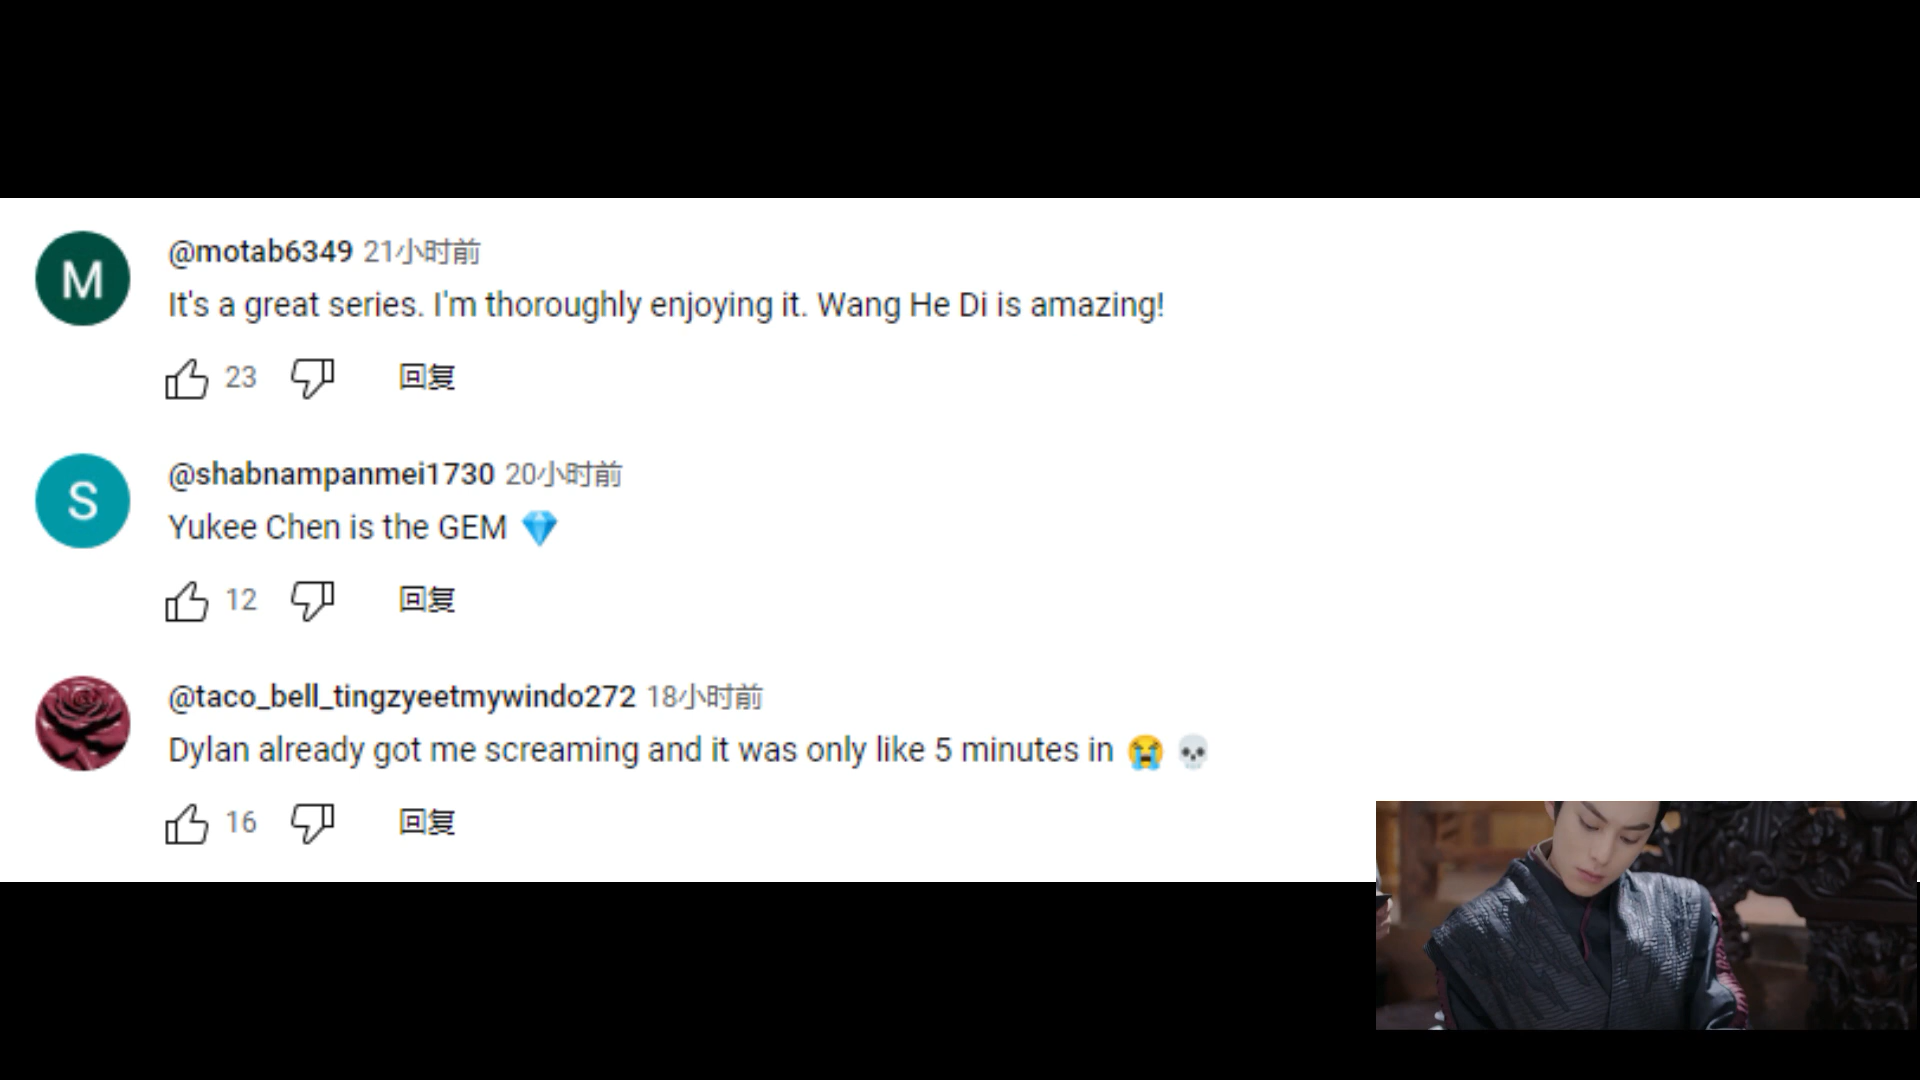 M
@motab6349 21小时前
It's a great series. I'm thoroughly enjoying it. Wang He Di is amazing!
23 回复
S
@shabnampanmei1730 20小时前
Yukee Chen is the GEM 💎
12 回复
@taco_bell_tingzyeetmywindo272 18小时前
Dylan already got me screaming and it was only like 5 minutes in 😭 💀
16 回复